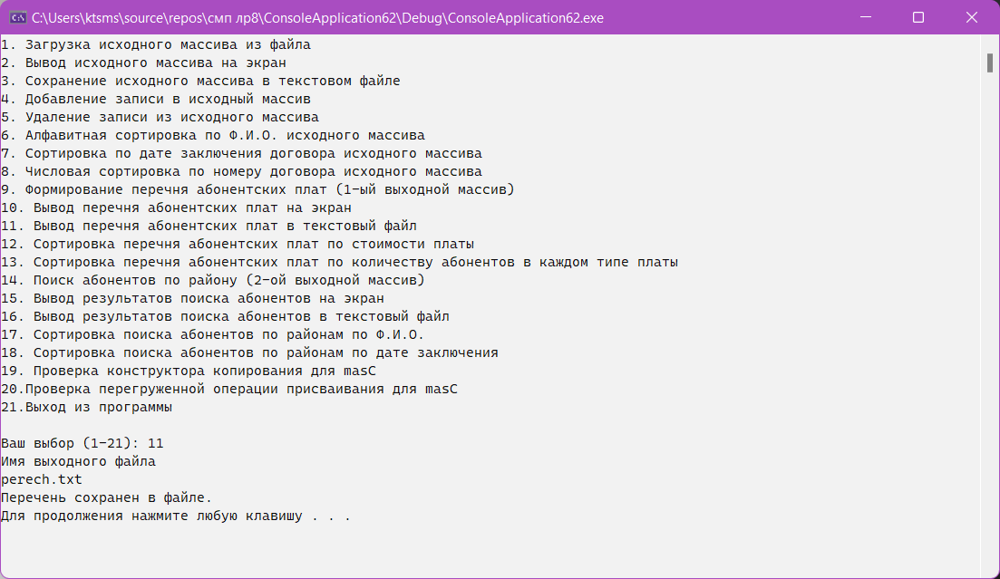 C:\Users\ktsms\source\repos\смп лр8\ConsoleApplication62\Debug\ConsoleApplication62.exe
1. Загрузка исходного массива из файла
2. Вывод исходного массива на экран
3. Сохранение исходного массива в текстовом файле
4. Добавление записи в исходный массив
5. Удаление записи из исходного массива
6. Алфавитная сортировка по Ф.И.О. исходного массива
7. Сортировка по дате заключения договора исходного массива
8. Числовая сортировка по номеру договора исходного массива
9. Формирование перечня абонентских плат (1-ый выходной массив)
10. Вывод перечня абонентских плат на экран
11. Вывод перечня абонентских плат в текстовый файл
12. Сортировка перечня абонентских плат по стоимости платы
13. Сортировка перечня абонентских плат по количеству абонентов в каждом типе платы
14. Поиск абонентов по району (2-ой выходной массив)
15. Вывод результатов поиска абонентов на экран
16. Вывод результатов поиска абонентов в текстовый файл
17. Сортировка поиска абонентов по районам по Ф.И.О.
18. Сортировка поиска абонентов по районам по дате заключения
19. Проверка конструктора копирования для masC
20.Проверка перегруженной операции присваивания для masC
21.Выход из программы
Ваш выбор (1-21): 11
Имя выходного файла
perech.txt
Перечень сохранен в файле.
Для продолжения нажмите любую клавишу . . .